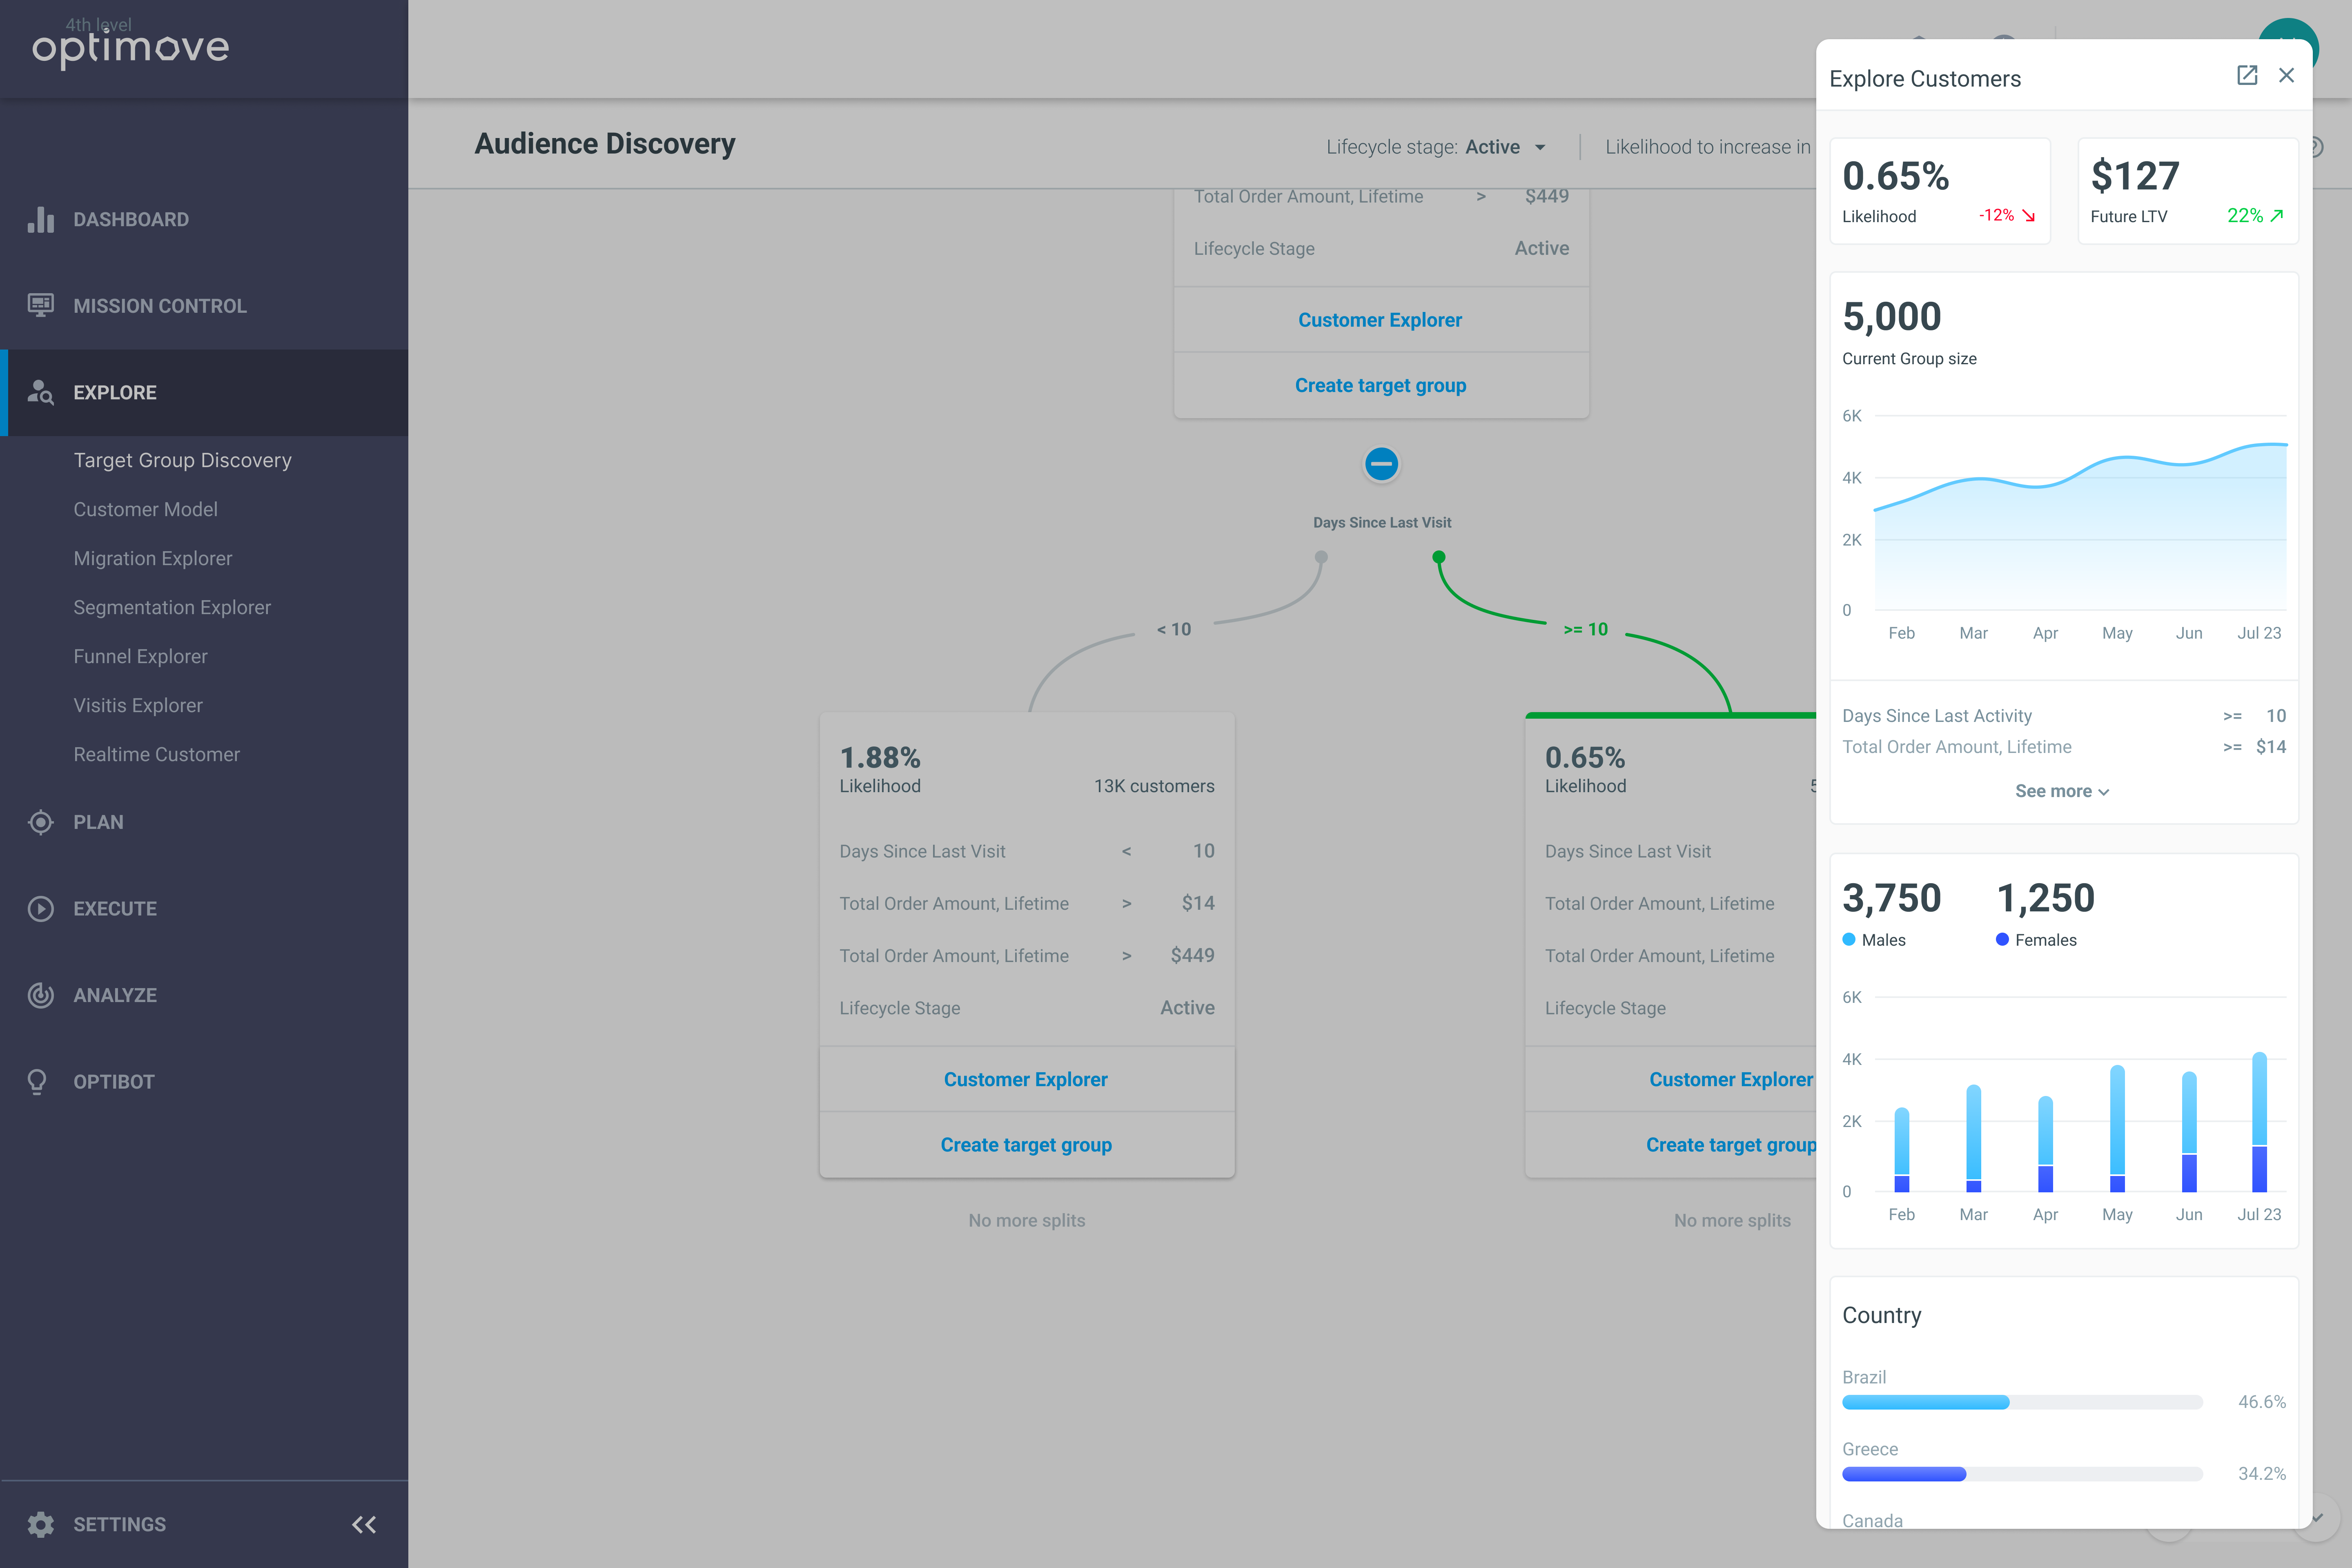 4th level
optimove
DASHBOARD
MISSION CONTROL
EXPLORE
Target Group Discovery
Customer Model
Migration Explorer
Segmentation Explorer
Funnel Explorer
Visitis Explorer
Realtime Customer
PLAN
EXECUTE
ANALYZE
OPTIBOT
SETTINGS
Audience Discovery
Lifecycle stage: Active
Likelihood to increase in
Total Order Amount, Lifetime > $449
Lifecycle Stage Active
Customer Explorer
Create target group
Days Since Last Visit
< 10
>= 10
1.88%
Likelihood 13K customers
Days Since Last Visit < 10
Total Order Amount, Lifetime > $14
Total Order Amount, Lifetime > $449
Lifecycle Stage Active
Customer Explorer
Create target group
No more splits
0.65%
Likelihood
Days Since Last Visit
Total Order Amount, Lifetime
Total Order Amount, Lifetime
Lifecycle Stage
Customer Explorer
Create target group
No more splits
Explore Customers
0.65%
Likelihood -12%
$127
Future LTV 22%
5,000
Current Group size
6K
4K
2K
0
Feb Mar Apr May Jun Jul 23
Days Since Last Activity >= 10
Total Order Amount, Lifetime >= $14
See more
3,750 1,250
Males Females
6K
4K
2K
0
Feb Mar Apr May Jun Jul 23
Country
Brazil
46.6%
Greece
34.2%
Canada